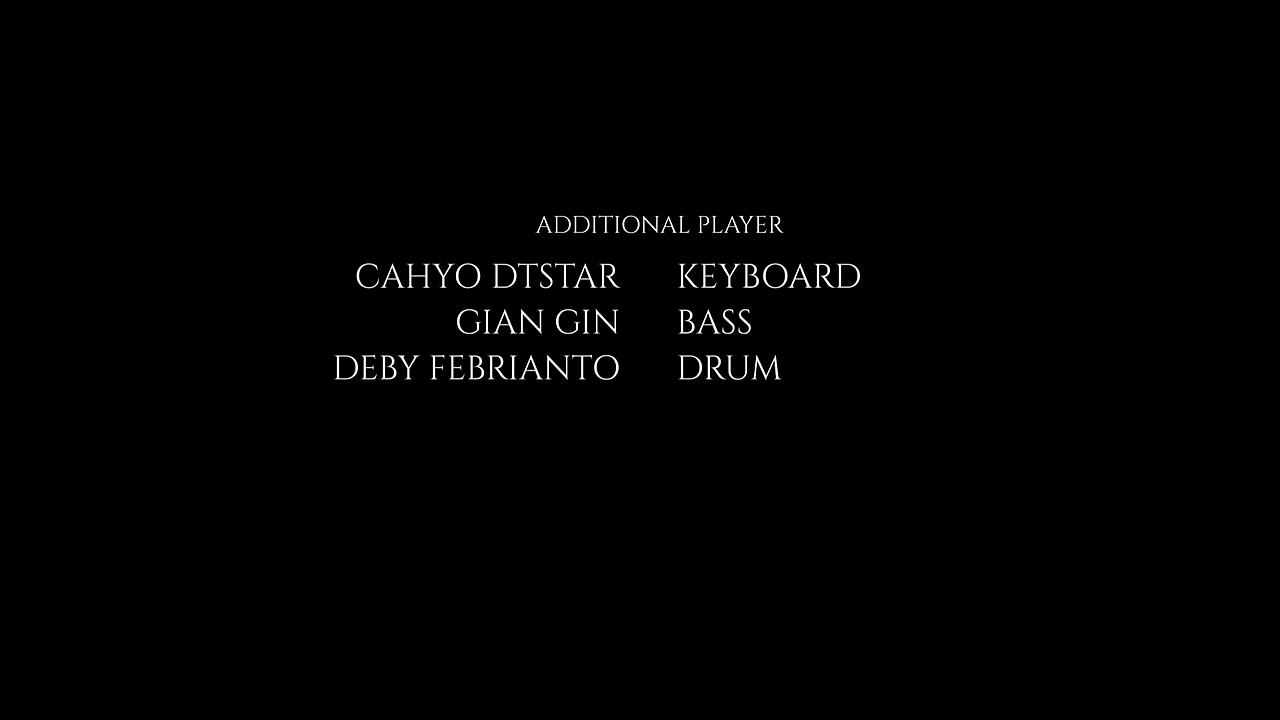 ADDITIONAL PLAYER
CAHYO DTSTAR KEYBOARD
GIAN GIN BASS
DEBY FEBRIANTO DRUM